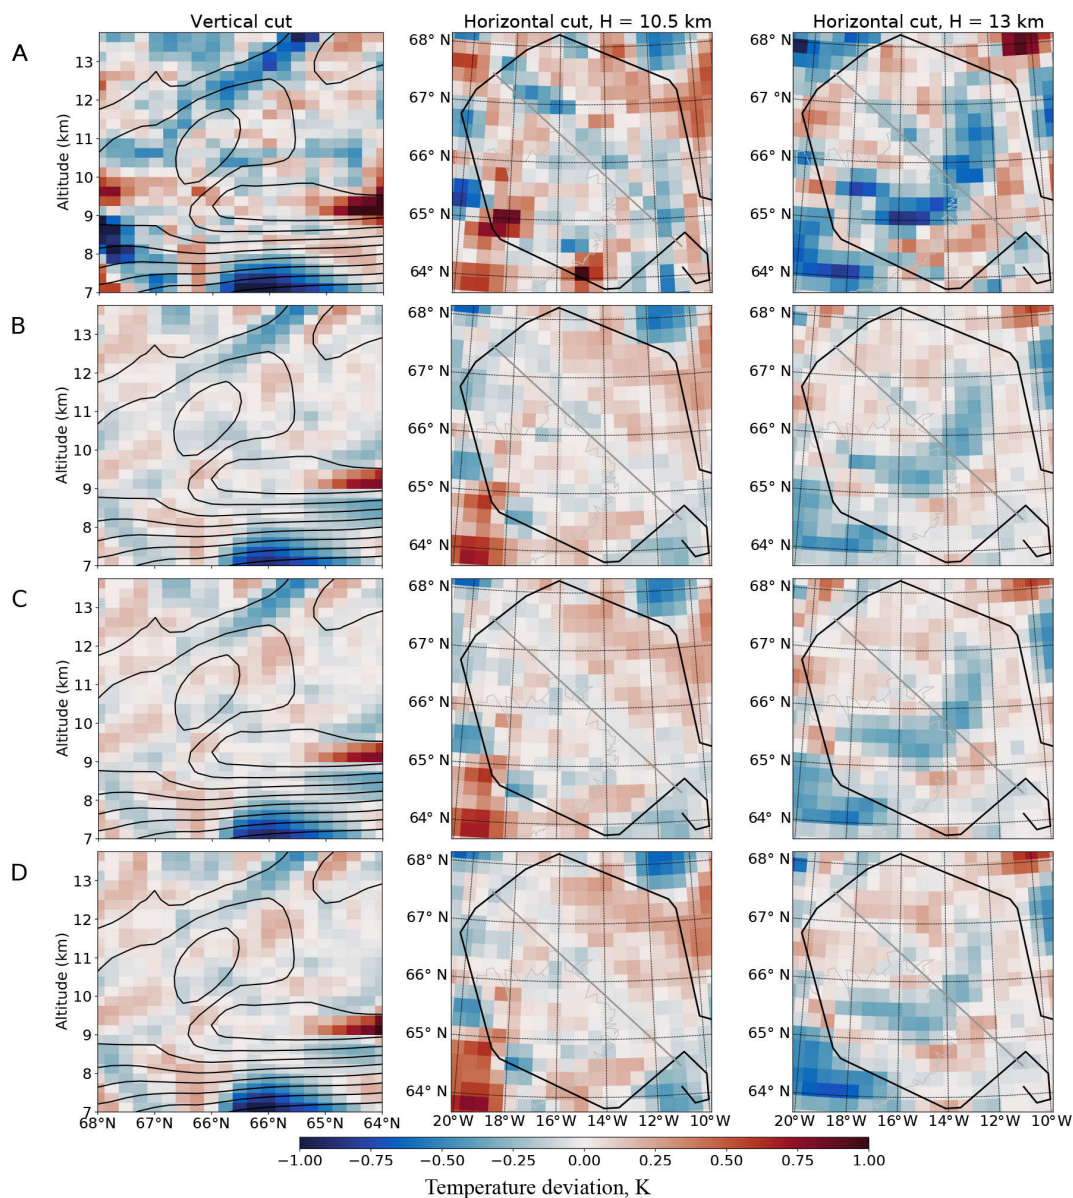 Vertical cut
Horizontal cut, H = 10.5 km
Horizontal cut, H = 13 km
A
Altitude (km)
13
12
11
10
9
8
7
68° N
67° N
66° N
65° N
64° N
68° N
67° N
66° N
65° N
64° N
B
Altitude (km)
13
12
11
10
9
8
7
68° N
67° N
66° N
65° N
64° N
68° N
67° N
66° N
65° N
64° N
C
Altitude (km)
13
12
11
10
9
8
7
68° N
67° N
66° N
65° N
64° N
68° N
67° N
66° N
65° N
64° N
D
Altitude (km)
13
12
11
10
9
8
7
68° N
67° N
66° N
65° N
64° N
68° N
67° N
66° N
65° N
64° N
68°N 67°N 66°N 65°N 64°N
20°W 18°W 16°W 14°W 12°W 10°W
20°W 18°W 16°W 14°W 12°W 10°W
−1.00 −0.75 −0.50 −0.25 0.00 0.25 0.50 0.75 1.00
Temperature deviation, K